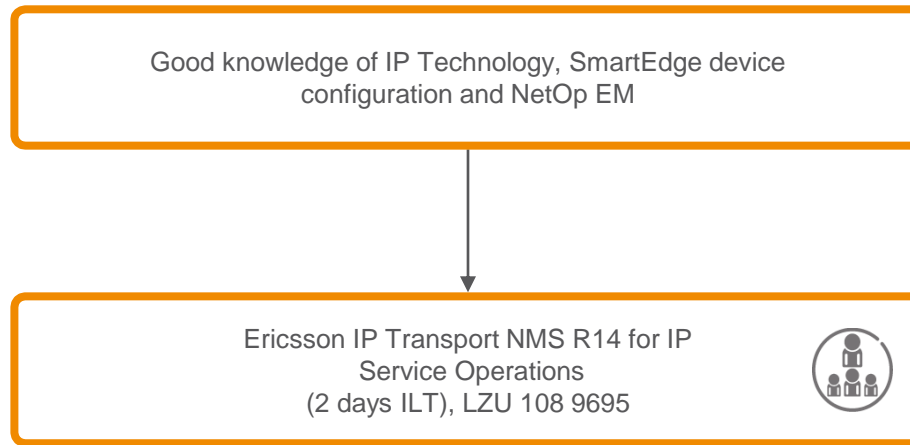 Good knowledge of IP Technology, SmartEdge device
configuration and NetOp EM
Ericsson IP Transport NMS R14 for IP
Service Operations
(2 days ILT), LZU 108 9695